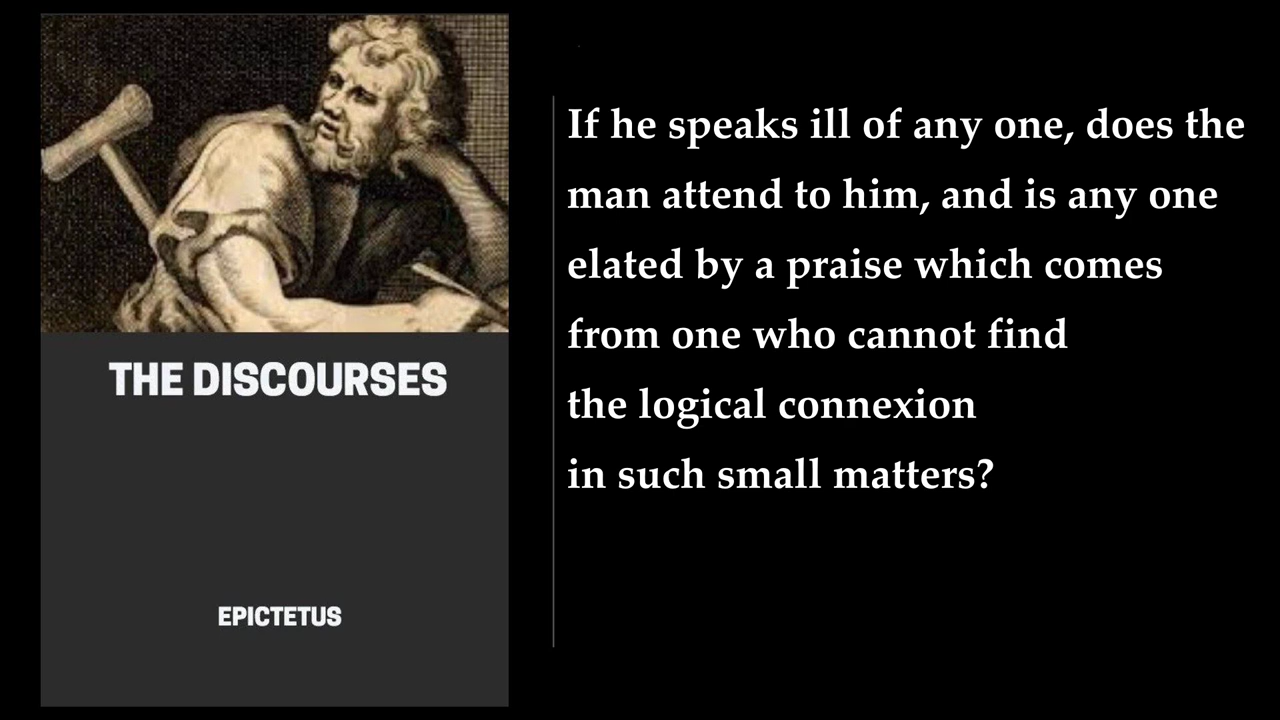 THE DISCOURSES
EPICTETUS
If he speaks ill of any one, does the
man attend to him, and is any one
elated by a praise which comes
from one who cannot find
the logical connexion
in such small matters?